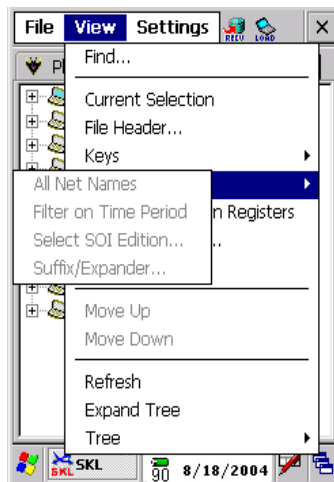 File View Settings RECV LOAD ×
Pl
Find...
Current Selection
File Header...
Keys
All Net Names
Filter on Time Period
n Registers
Select SOI Edition...
..
Suffix/Expander...
Move Up
Move Down
Refresh
Expand Tree
Tree
SKL SKL 90 8/18/2004